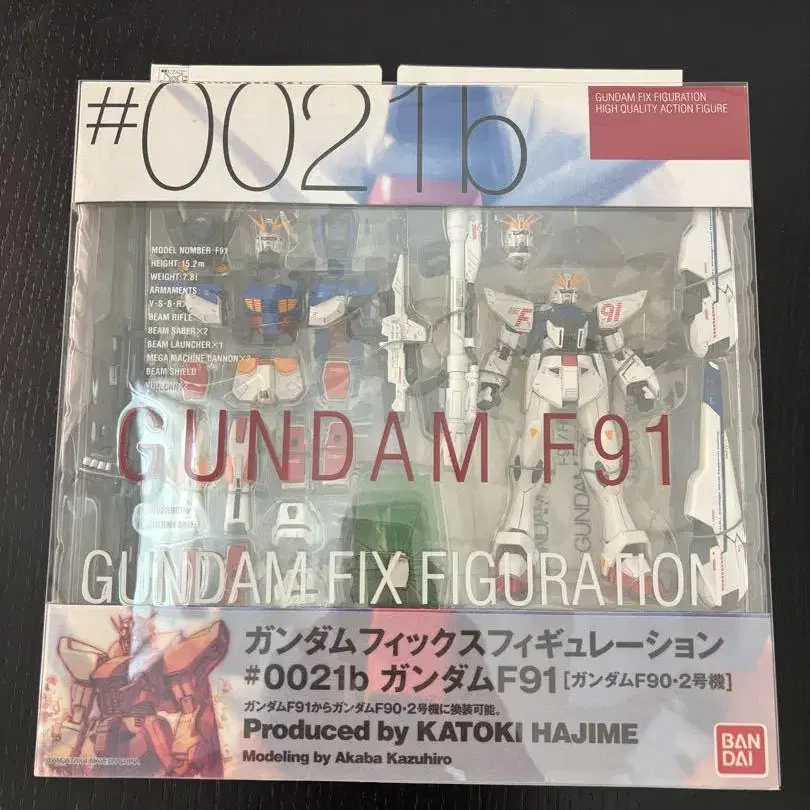 #0021b
GUNDAM FIX FIGURATION
HIGH QUALITY ACTION FIGURE
MODEL NUMBER: F91
HEIGHT: 15.2m
WEIGHT: 7.8t
ARMAMENTS:
V·S·B·R
BEAM RIFLE
BEAM SABER×2
BEAM LAUNCHER×1
MEGA MACHINE CANNON×2
BEAM SHIELD
F
91
GUNDAM F91
GUNDAM FIX FIGURATION
ガンダムフィックスフィギュレーション
#0021b ガンダムF91 [ガンダムF90・2号機]
ガンダムF91からガンダムF90・2号機に換装可能。
Produced by KATOKI HAJIME
Modeling by Akaba Kazuhiro
BAN
DAI